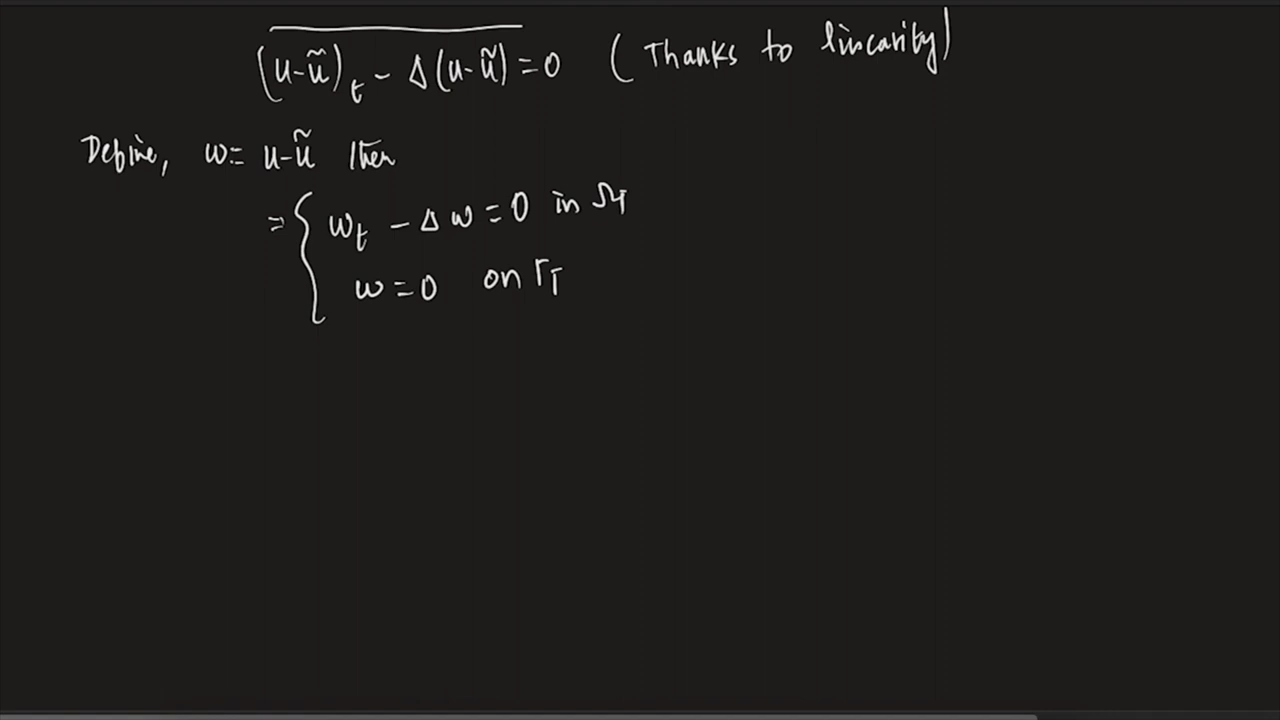 (u-ũ)_t - Δ(u-ũ) = 0 (Thanks to linearity)
Define, w = u-ũ then
⇒ { w_t - Δw = 0 in Ω_T
w = 0 on Γ_T